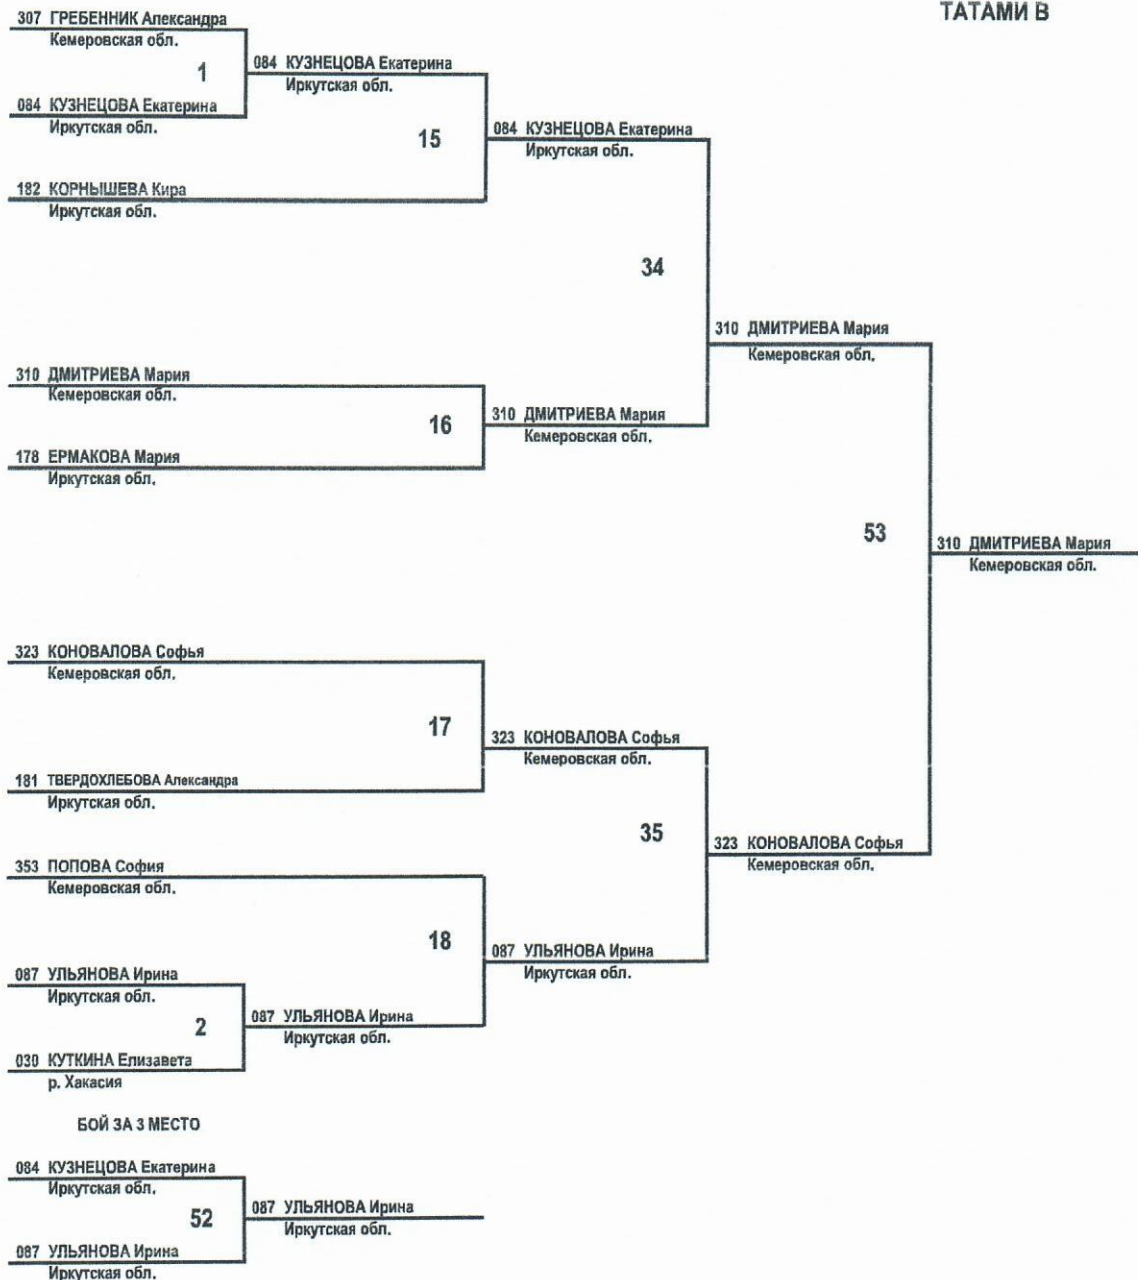 ТАТАМИ В
307 ГРЕБЕННИК Александра
Кемеровская обл.
1
084 КУЗНЕЦОВА Екатерина
Иркутская обл.
084 КУЗНЕЦОВА Екатерина
Иркутская обл.
15
084 КУЗНЕЦОВА Екатерина
Иркутская обл.
182 КОРНЫШЕВА Кира
Иркутская обл.
34
310 ДМИТРИЕВА Мария
Кемеровская обл.
310 ДМИТРИЕВА Мария
Кемеровская обл.
16
310 ДМИТРИЕВА Мария
Кемеровская обл.
178 ЕРМАКОВА Мария
Иркутская обл.
53
310 ДМИТРИЕВА Мария
Кемеровская обл.
323 КОНОВАЛОВА Софья
Кемеровская обл.
17
323 КОНОВАЛОВА Софья
Кемеровская обл.
181 ТВЕРДОХЛЕБОВА Александра
Иркутская обл.
35
323 КОНОВАЛОВА Софья
Кемеровская обл.
353 ПОПОВА София
Кемеровская обл.
18
087 УЛЬЯНОВА Ирина
Иркутская обл.
087 УЛЬЯНОВА Ирина
Иркутская обл.
2
087 УЛЬЯНОВА Ирина
Иркутская обл.
030 КУТКИНА Елизавета
р. Хакасия
БОЙ ЗА 3 МЕСТО
084 КУЗНЕЦОВА Екатерина
Иркутская обл.
52
087 УЛЬЯНОВА Ирина
Иркутская обл.
087 УЛЬЯНОВА Ирина
Иркутская обл.